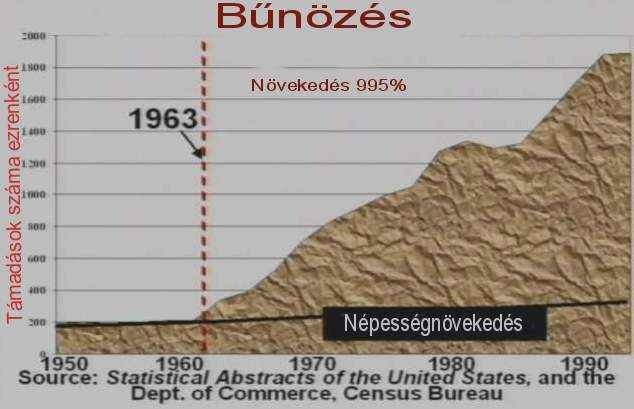 Bűnözés
2000
1800
1600
1400
1200
1000
800
600
400
200
0
Támadások száma ezrenként
Növekedés 995%
1963
Népességnövekedés
1950 1960 1970 1980 1990
Source: Statistical Abstracts of the United States, and the
Dept. of Commerce, Census Bureau